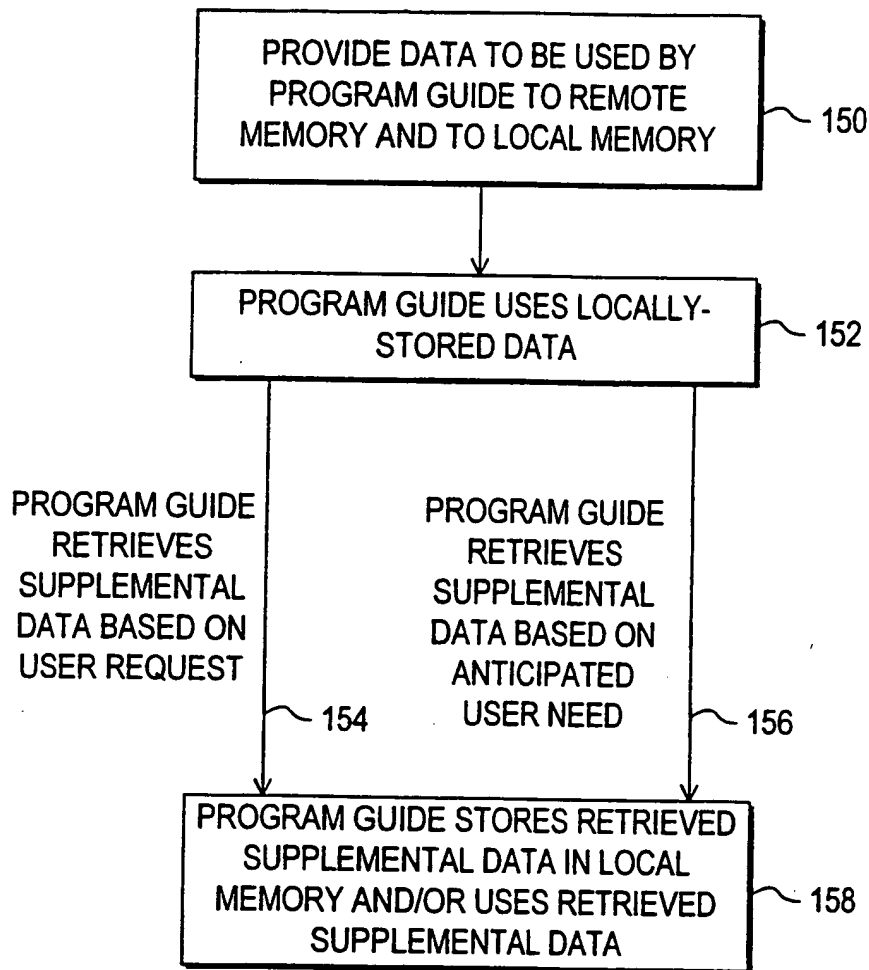 PROVIDE DATA TO BE USED BY
PROGRAM GUIDE TO REMOTE
MEMORY AND TO LOCAL MEMORY
150
PROGRAM GUIDE USES LOCALLY-
STORED DATA
152
PROGRAM GUIDE
RETRIEVES
SUPPLEMENTAL
DATA BASED ON
USER REQUEST
154
PROGRAM GUIDE
RETRIEVES
SUPPLEMENTAL
DATA BASED ON
ANTICIPATED
USER NEED
156
PROGRAM GUIDE STORES RETRIEVED
SUPPLEMENTAL DATA IN LOCAL
MEMORY AND/OR USES RETRIEVED
SUPPLEMENTAL DATA
158